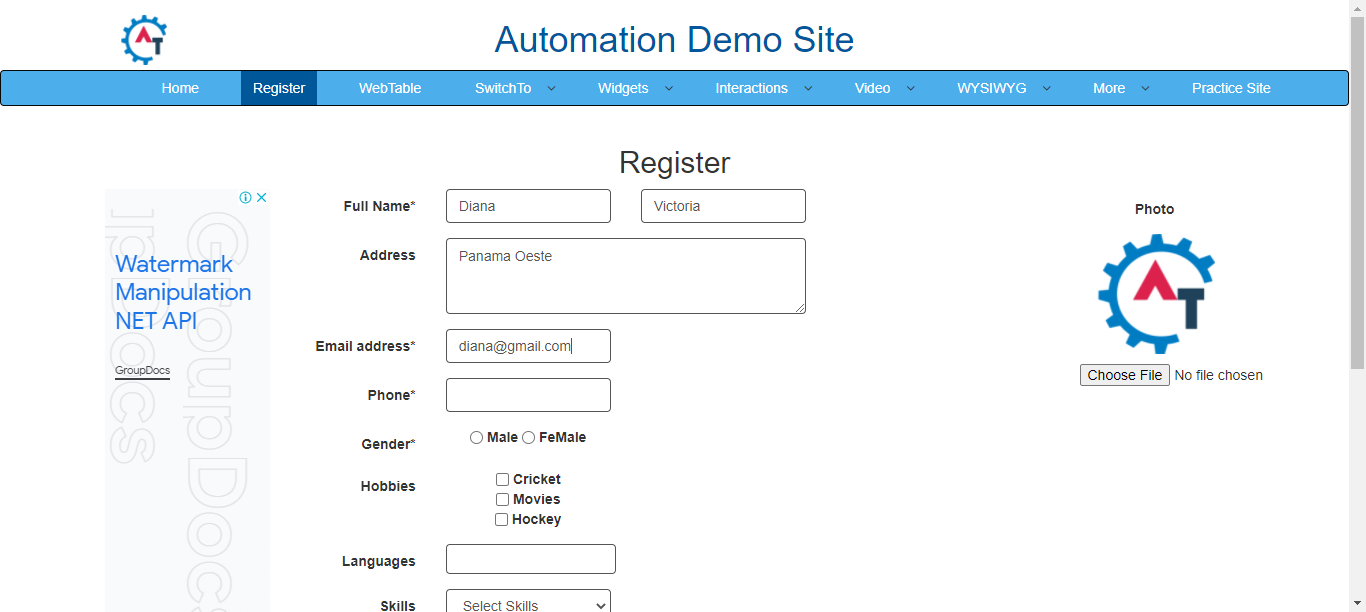 Automation Demo Site
Home Register WebTable SwitchTo Widgets Interactions Video WYSIWYG More Practice Site
Register
Full Name* Diana Victoria
Address Panama Oeste
Email address* diana@gmail.com
Phone*
Gender* Male FeMale
Hobbies Cricket
Movies
Hockey
Languages
Skills Select Skills
Photo
AT
Choose File No file chosen
Watermark
Manipulation
NET API
GroupDocs
GroupDocs